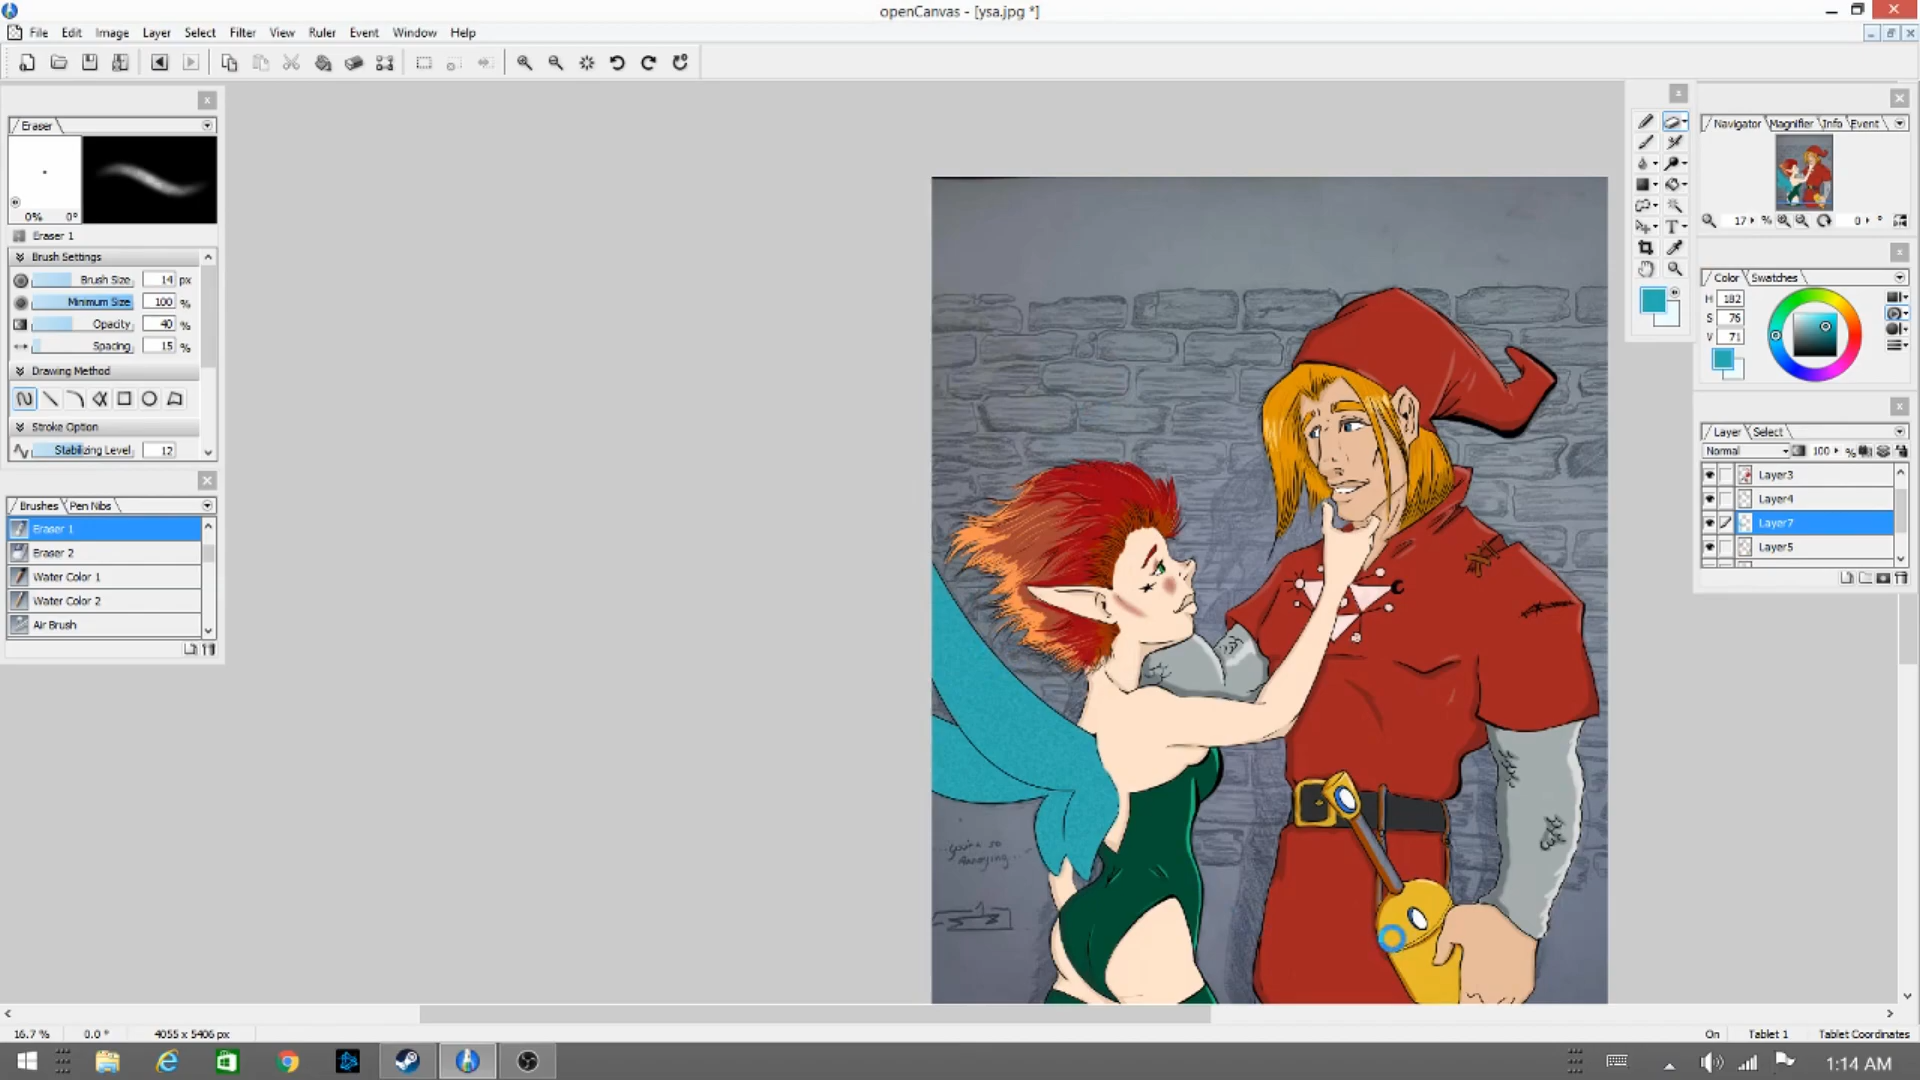 openCanvas - [ysa.jpg *]
File Edit Image Layer Select Filter View Ruler Event Window Help
Eraser
0% 0°
Eraser 1
Brush Settings
Brush Size 14 px
Minimum Size 100 %
Opacity 40 %
Spacing 15 %
Drawing Method
Stroke Option
Stabilizing Level 12
Brushes Pen Nibs
Eraser 1
Eraser 2
Water Color 1
Water Color 2
Air Brush
Navigator Magnifier Info Event
17 % 0 °
Color Swatches
H 182
S 76
V 71
Layer Select
Normal 100 %
Layer3
Layer4
Layer7
Layer5
Annoying...
16.7 % 0.0 ° 4055 x 5406 px
On Tablet 1 Tablet Coordinates
1:14 AM